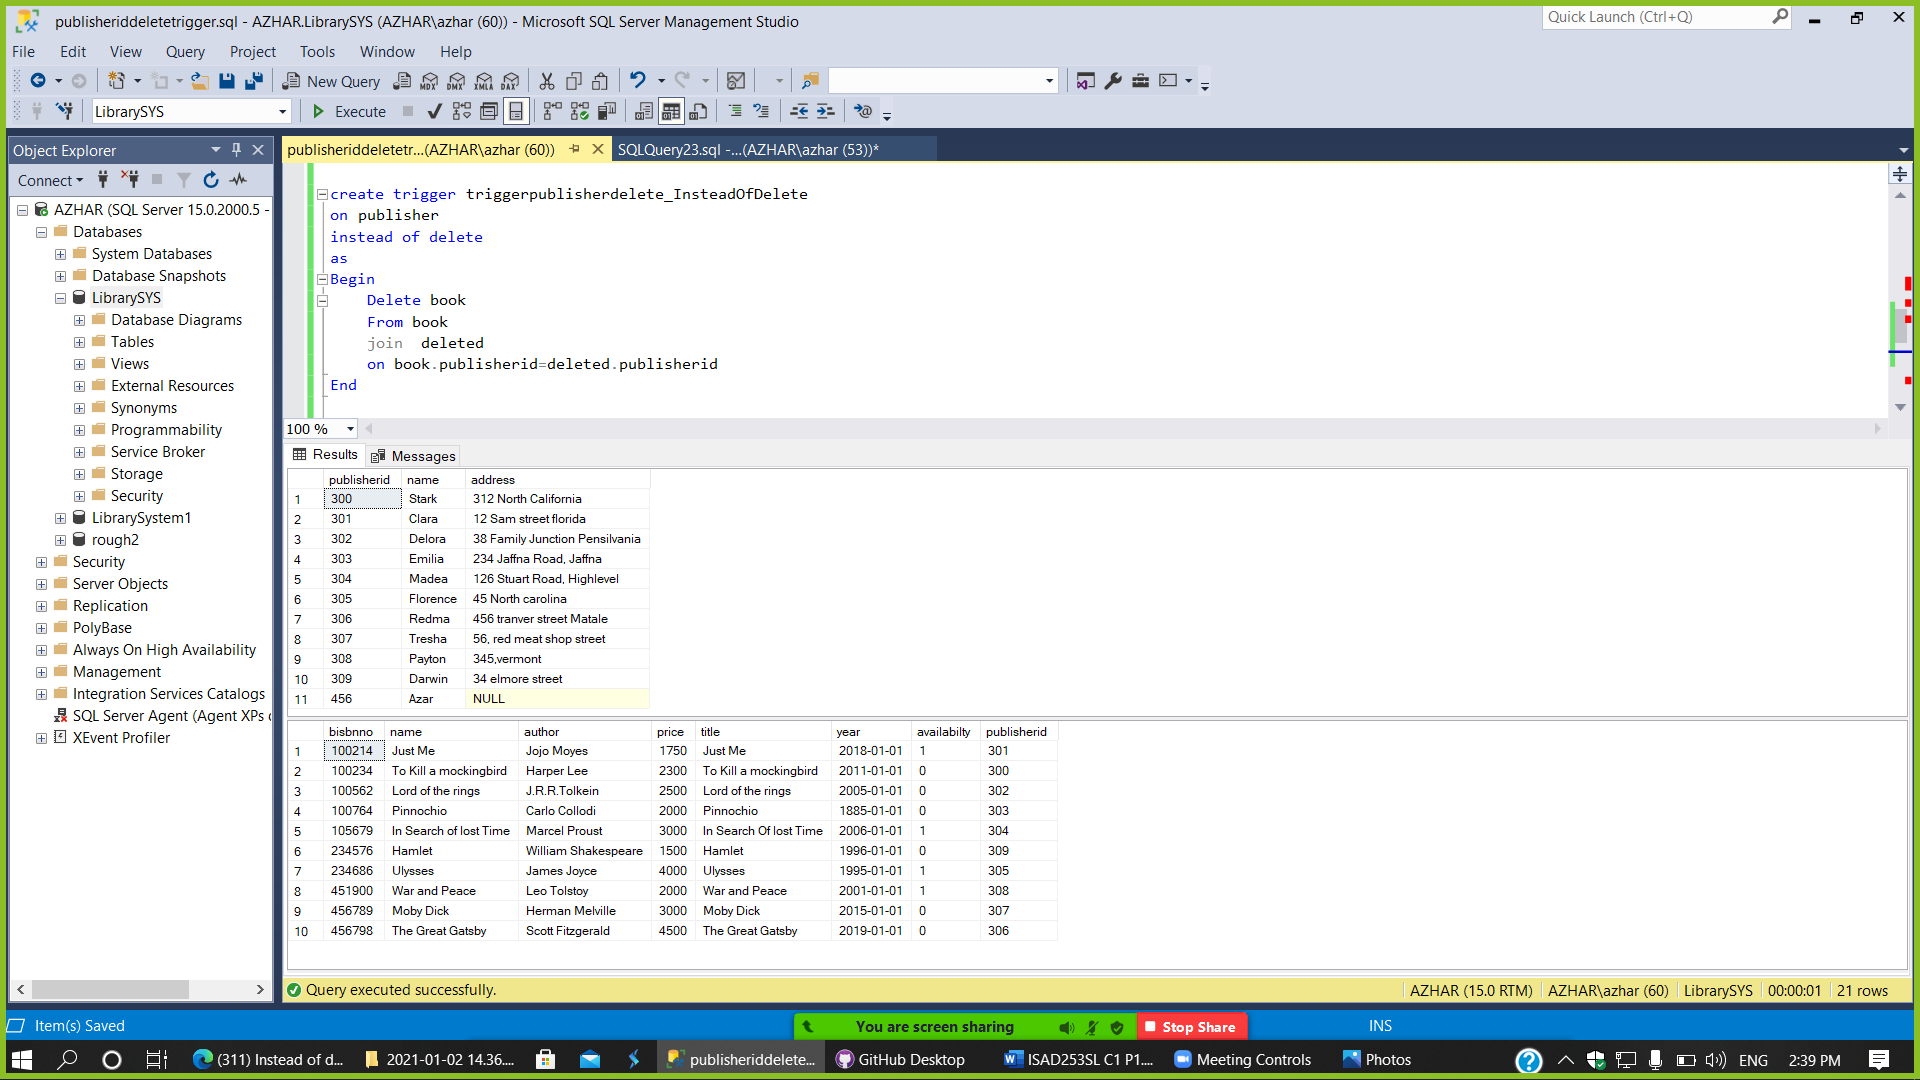 publisheriddeletetrigger.sql - AZHAR.LibrarySYS (AZHAR\azhar (60)) - Microsoft SQL Server Management Studio
Quick Launch (Ctrl+Q)
File Edit View Query Project Tools Window Help
New Query MDX DMX XMLA DAX
LibrarySYS Execute
Object Explorer
publisheriddeletetr...(AZHAR\azhar (60)) SQLQuery23.sql -...(AZHAR\azhar (53))*
Connect
AZHAR (SQL Server 15.0.2000.5 -
Databases
System Databases
Database Snapshots
LibrarySYS
Database Diagrams
Tables
Views
External Resources
Synonyms
Programmability
Service Broker
Storage
Security
LibrarySystem1
rough2
Security
Server Objects
Replication
PolyBase
Always On High Availability
Management
Integration Services Catalogs
SQL Server Agent (Agent XPs
XEvent Profiler
create trigger triggerpublisherdelete_InsteadOfDelete
on publisher
instead of delete
as
Begin
Delete book
From book
join deleted
on book.publisherid=deleted.publisherid
End
100 %
Results Messages
publisherid name address
1 300 Stark 312 North California
2 301 Clara 12 Sam street florida
3 302 Delora 38 Family Junction Pensilvania
4 303 Emilia 234 Jaffna Road, Jaffna
5 304 Madea 126 Stuart Road, Highlevel
6 305 Florence 45 North carolina
7 306 Redma 456 tranver street Matale
8 307 Tresha 56, red meat shop street
9 308 Payton 345,vermont
10 309 Darwin 34 elmore street
11 456 Azar NULL
bisbnno name author price title year availabilty publisherid
1 100214 Just Me Jojo Moyes 1750 Just Me 2018-01-01 1 301
2 100234 To Kill a mockingbird Harper Lee 2300 To Kill a mockingbird 2011-01-01 0 300
3 100562 Lord of the rings J.R.R.Tolkein 2500 Lord of the rings 2005-01-01 0 302
4 100764 Pinnochio Carlo Collodi 2000 Pinnochio 1885-01-01 0 303
5 105679 In Search of lost Time Marcel Proust 3000 In Search Of lost Time 2006-01-01 1 304
6 234576 Hamlet William Shakespeare 1500 Hamlet 1996-01-01 0 309
7 234686 Ulysses James Joyce 4000 Ulysses 1995-01-01 1 305
8 451900 War and Peace Leo Tolstoy 2000 War and Peace 2001-01-01 1 308
9 456789 Moby Dick Herman Melville 3000 Moby Dick 2015-01-01 0 307
10 456798 The Great Gatsby Scott Fitzgerald 4500 The Great Gatsby 2019-01-01 0 306
Query executed successfully. AZHAR (15.0 RTM) AZHAR\azhar (60) LibrarySYS 00:00:01 21 rows
Item(s) Saved You are screen sharing Stop Share INS
(311) Instead of d... 2021-01-02 14.36.... publisheriddelete... GitHub Desktop ISAD253SL C1 P1.... Meeting Controls Photos ENG 2:39 PM